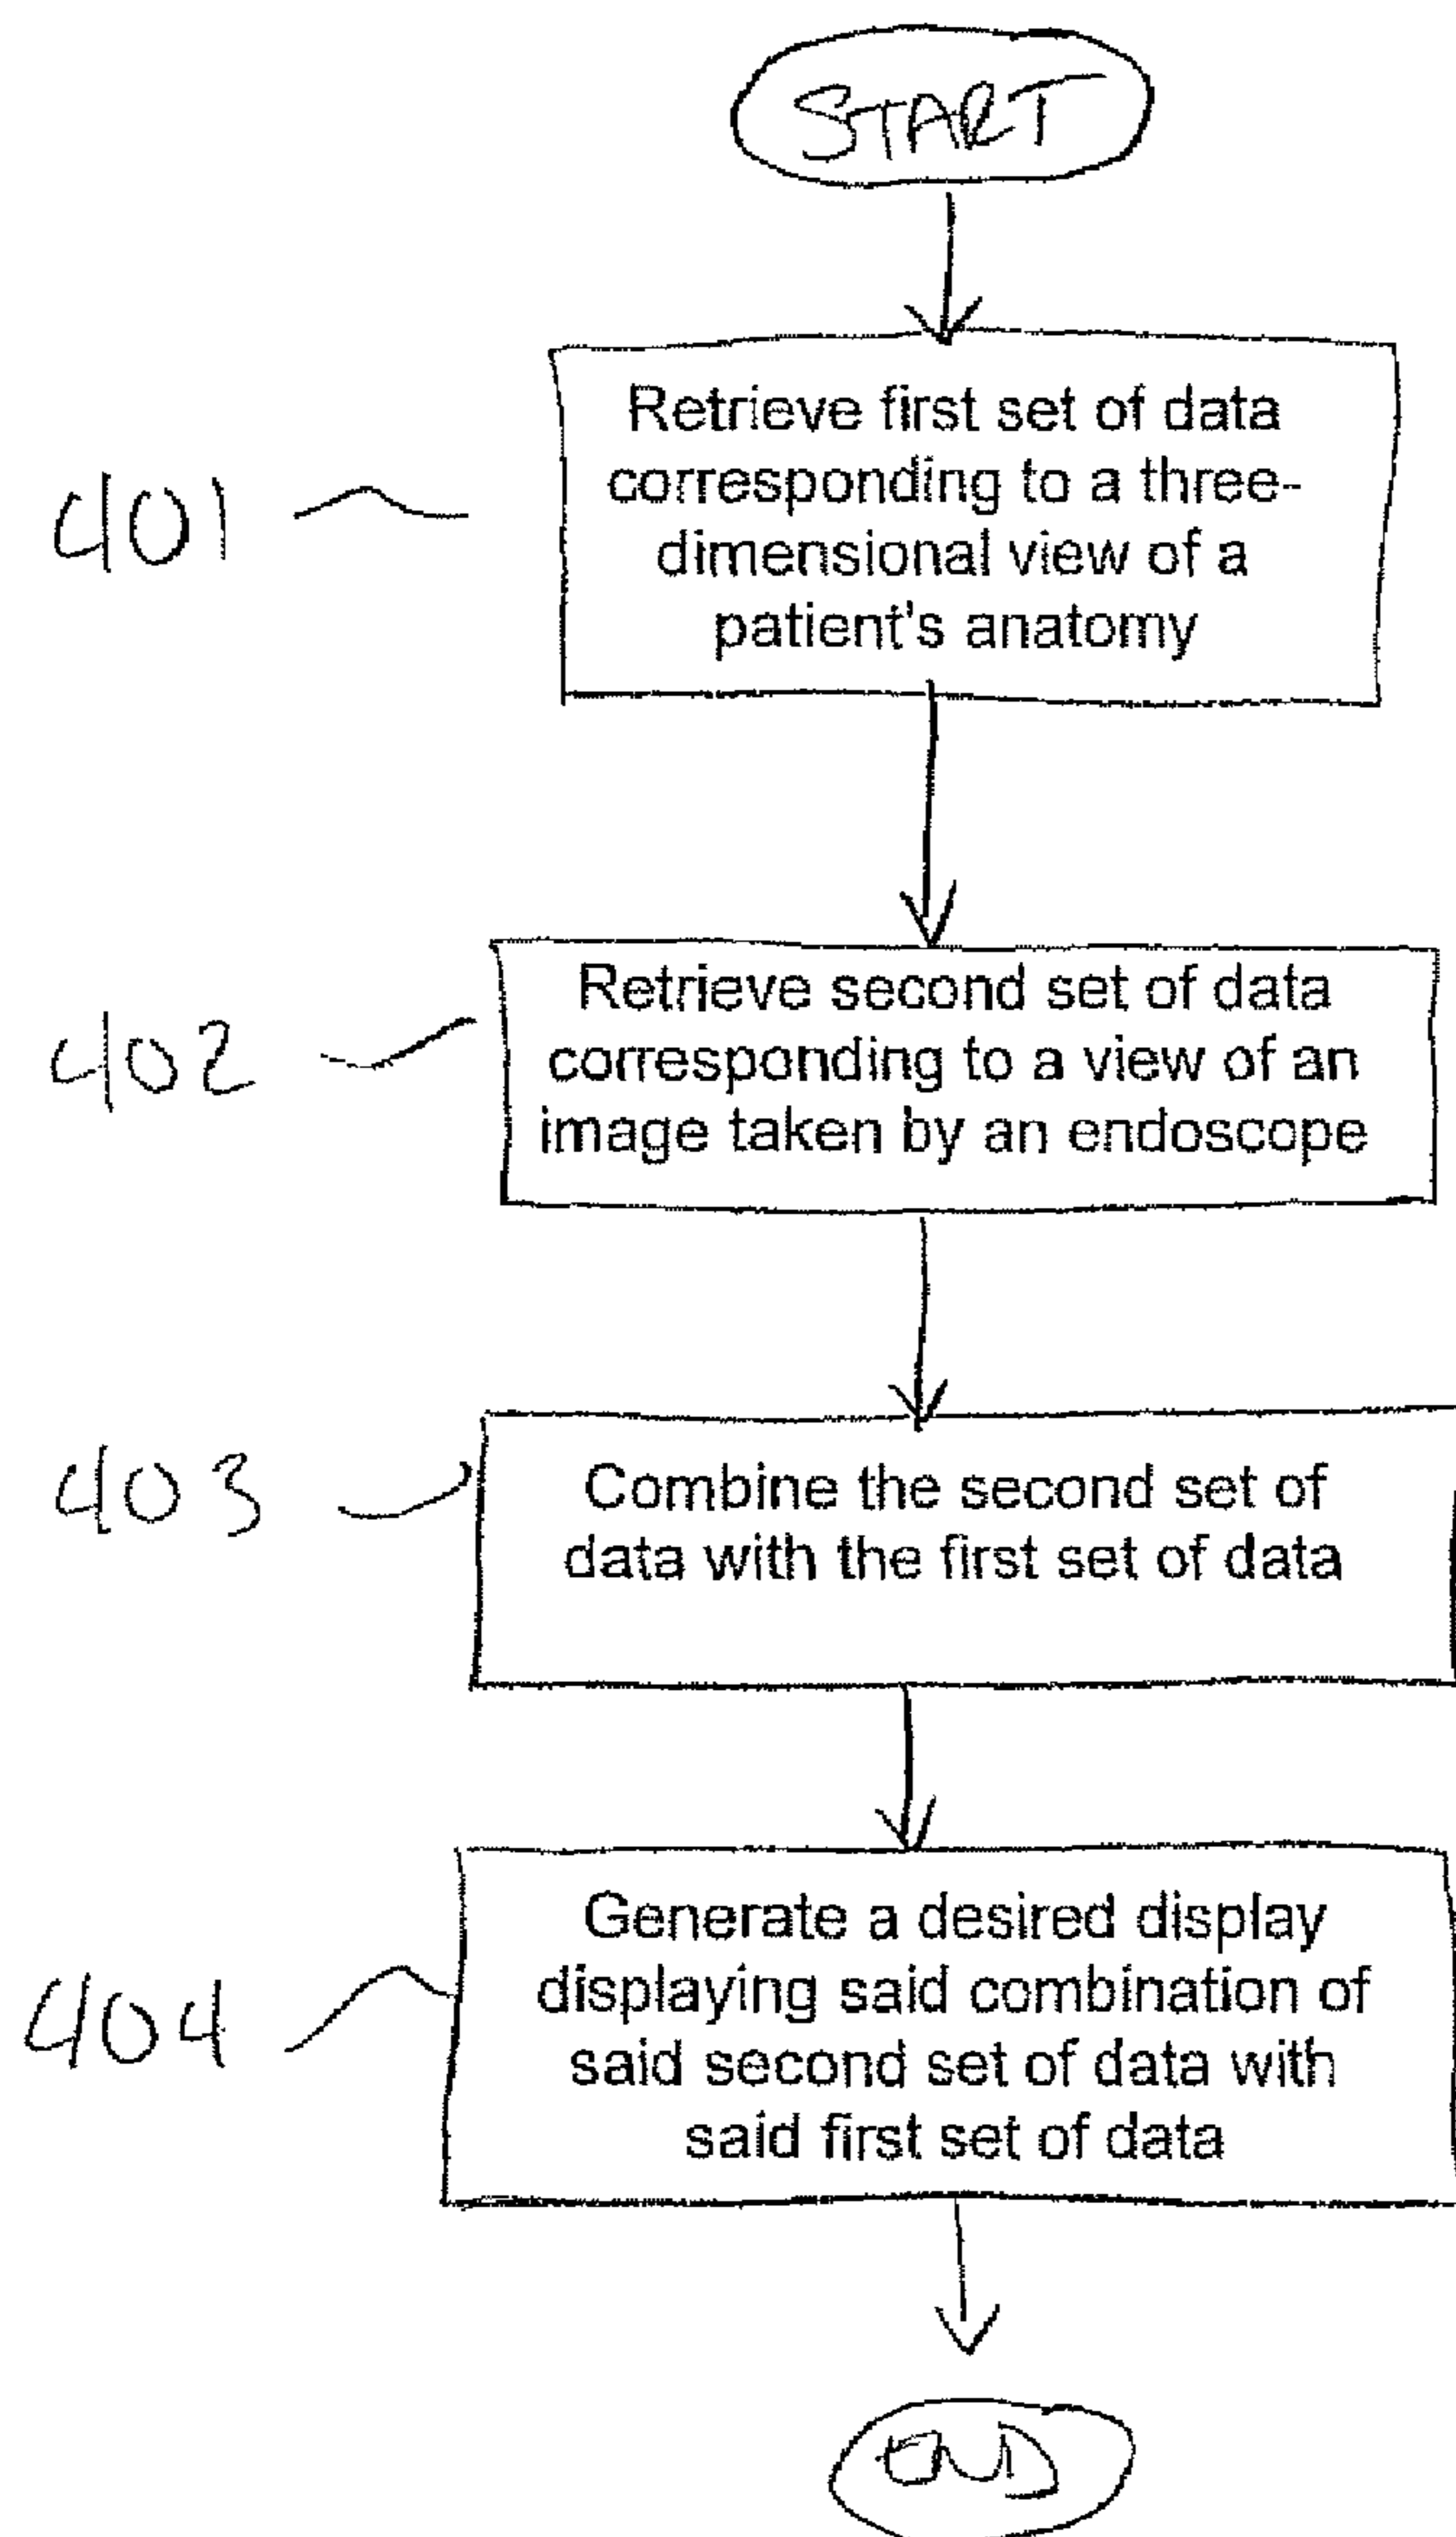 START
Retrieve first set of data
corresponding to a three-
dimensional view of a
patient's anatomy
401
Retrieve second set of data
corresponding to a view of an
image taken by an endoscope
402
Combine the second set of
data with the first set of data
403
Generate a desired display
displaying said combination of
said second set of data with
said first set of data
404
END